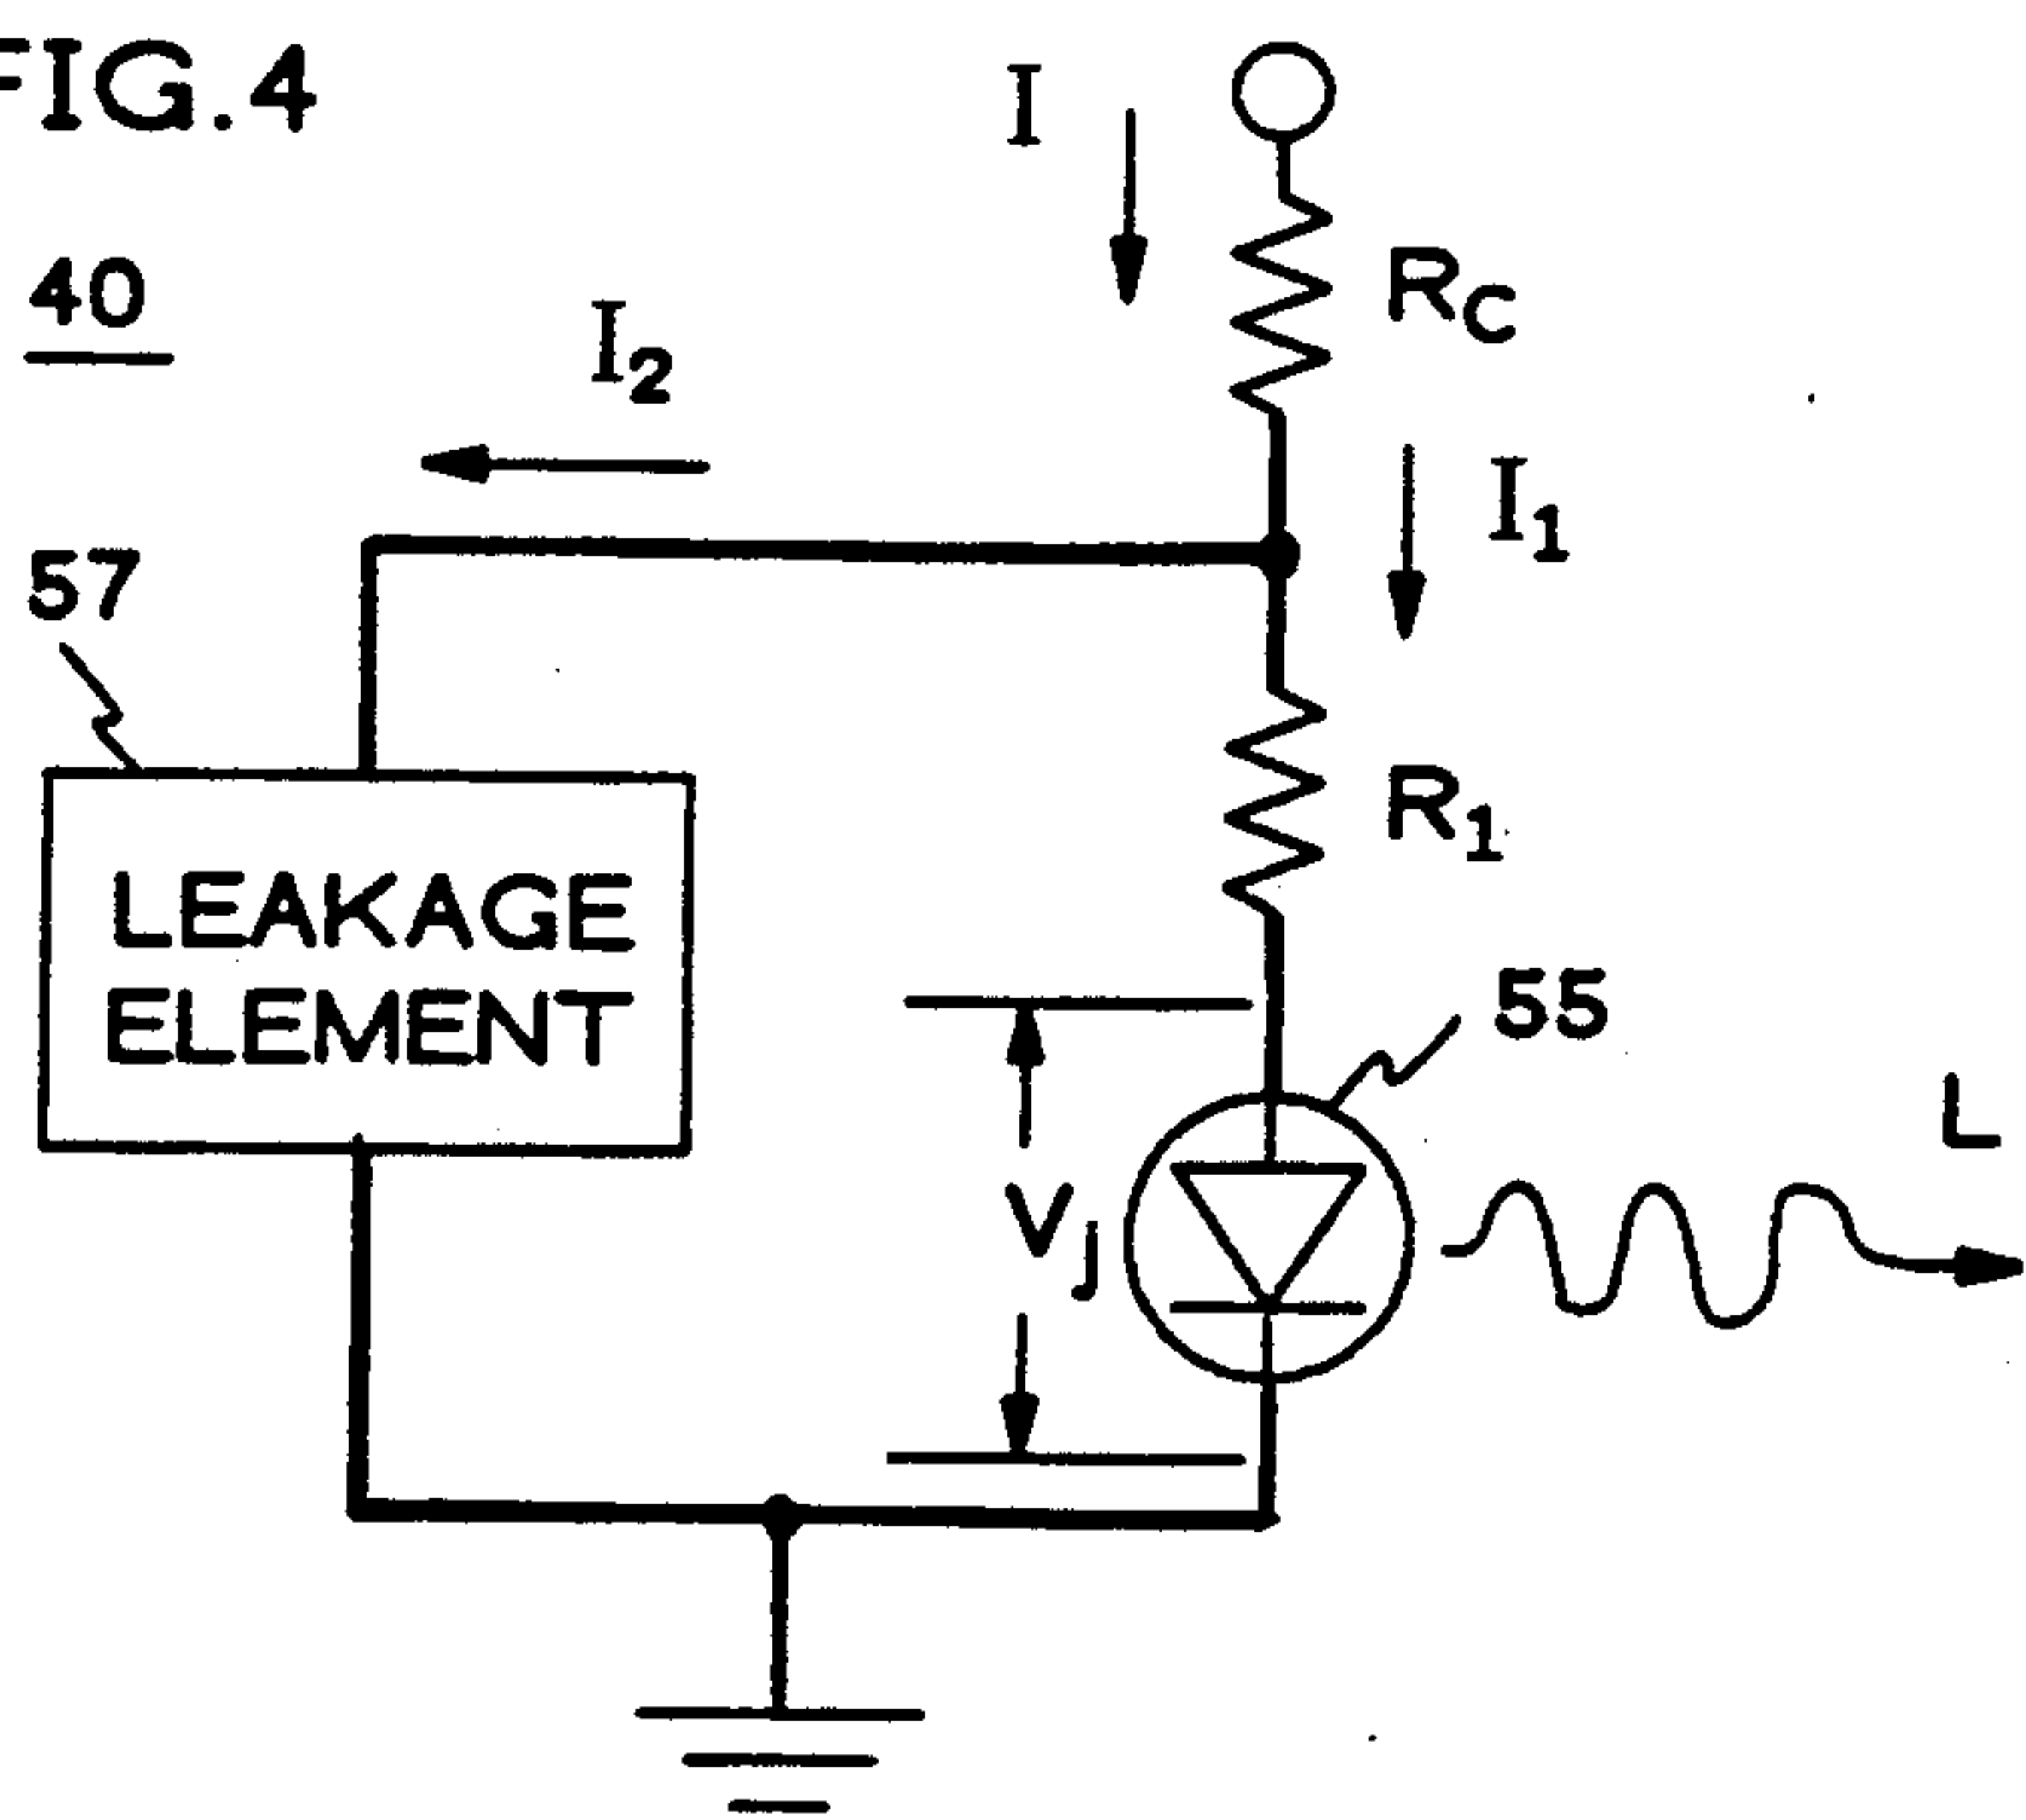 FIG.4
I
RC
40
I2
I1
57
R1
LEAKAGE
ELEMENT
55
L
Vj